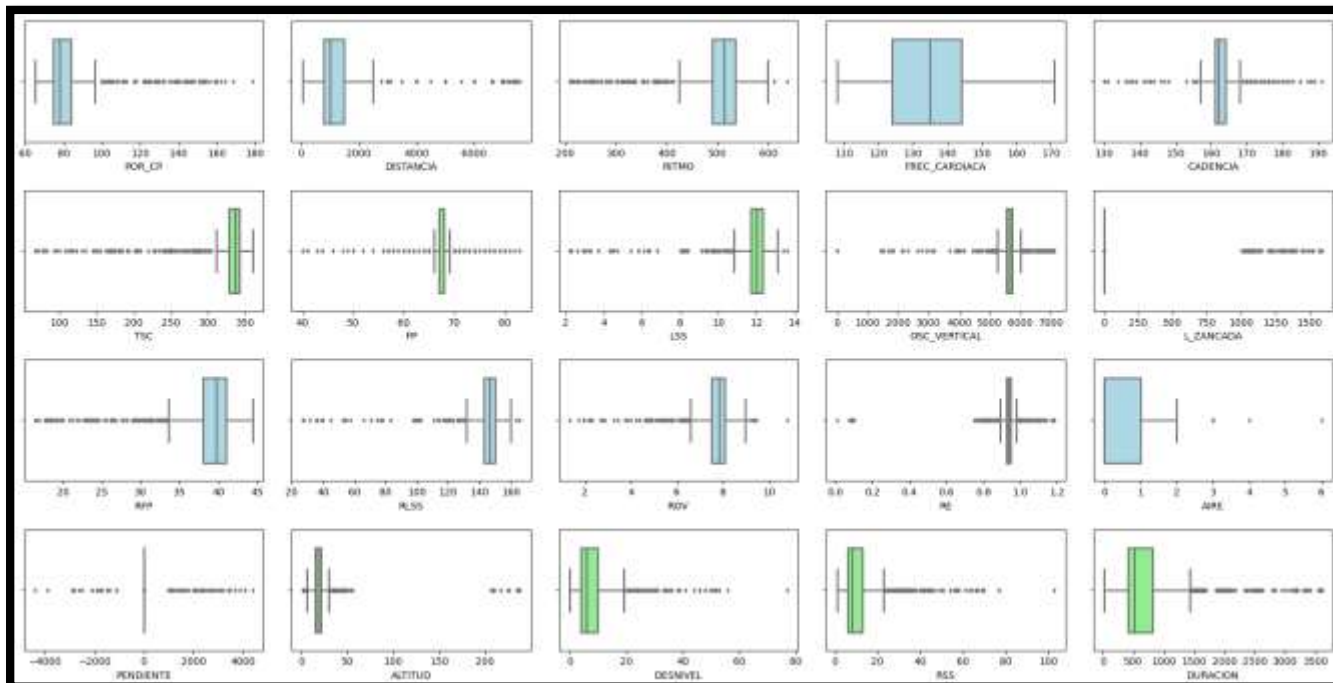 60 80 100 120 140 160 180
POR_CP
0 2000 4000 6000
DISTANCIA
200 300 400 500 600
RITMO
110 120 130 140 150 160 170
FREC_CARDIACA
130 140 150 160 170 180 190
CADENCIA
100 150 200 250 300 350
TSC
40 50 60 70 80
FP
2 4 6 8 10 12 14
LSS
0 1000 2000 3000 4000 5000 6000 7000
OSC_VERTICAL
0 250 500 750 1000 1250 1500
L_ZANCADA
20 25 30 35 40 45
RFP
20 40 60 80 100 120 140 160
RLSS
2 4 6 8 10
ROV
0.0 0.2 0.4 0.6 0.8 1.0 1.2
RE
0 1 2 3 4 5 6
AIRE
−4000 −2000 0 2000 4000
PENDIENTE
0 50 100 150 200
ALTITUD
0 20 40 60 80
DESNIVEL
0 20 40 60 80 100
RSS
0 500 1000 1500 2000 2500 3000 3500
DURACION